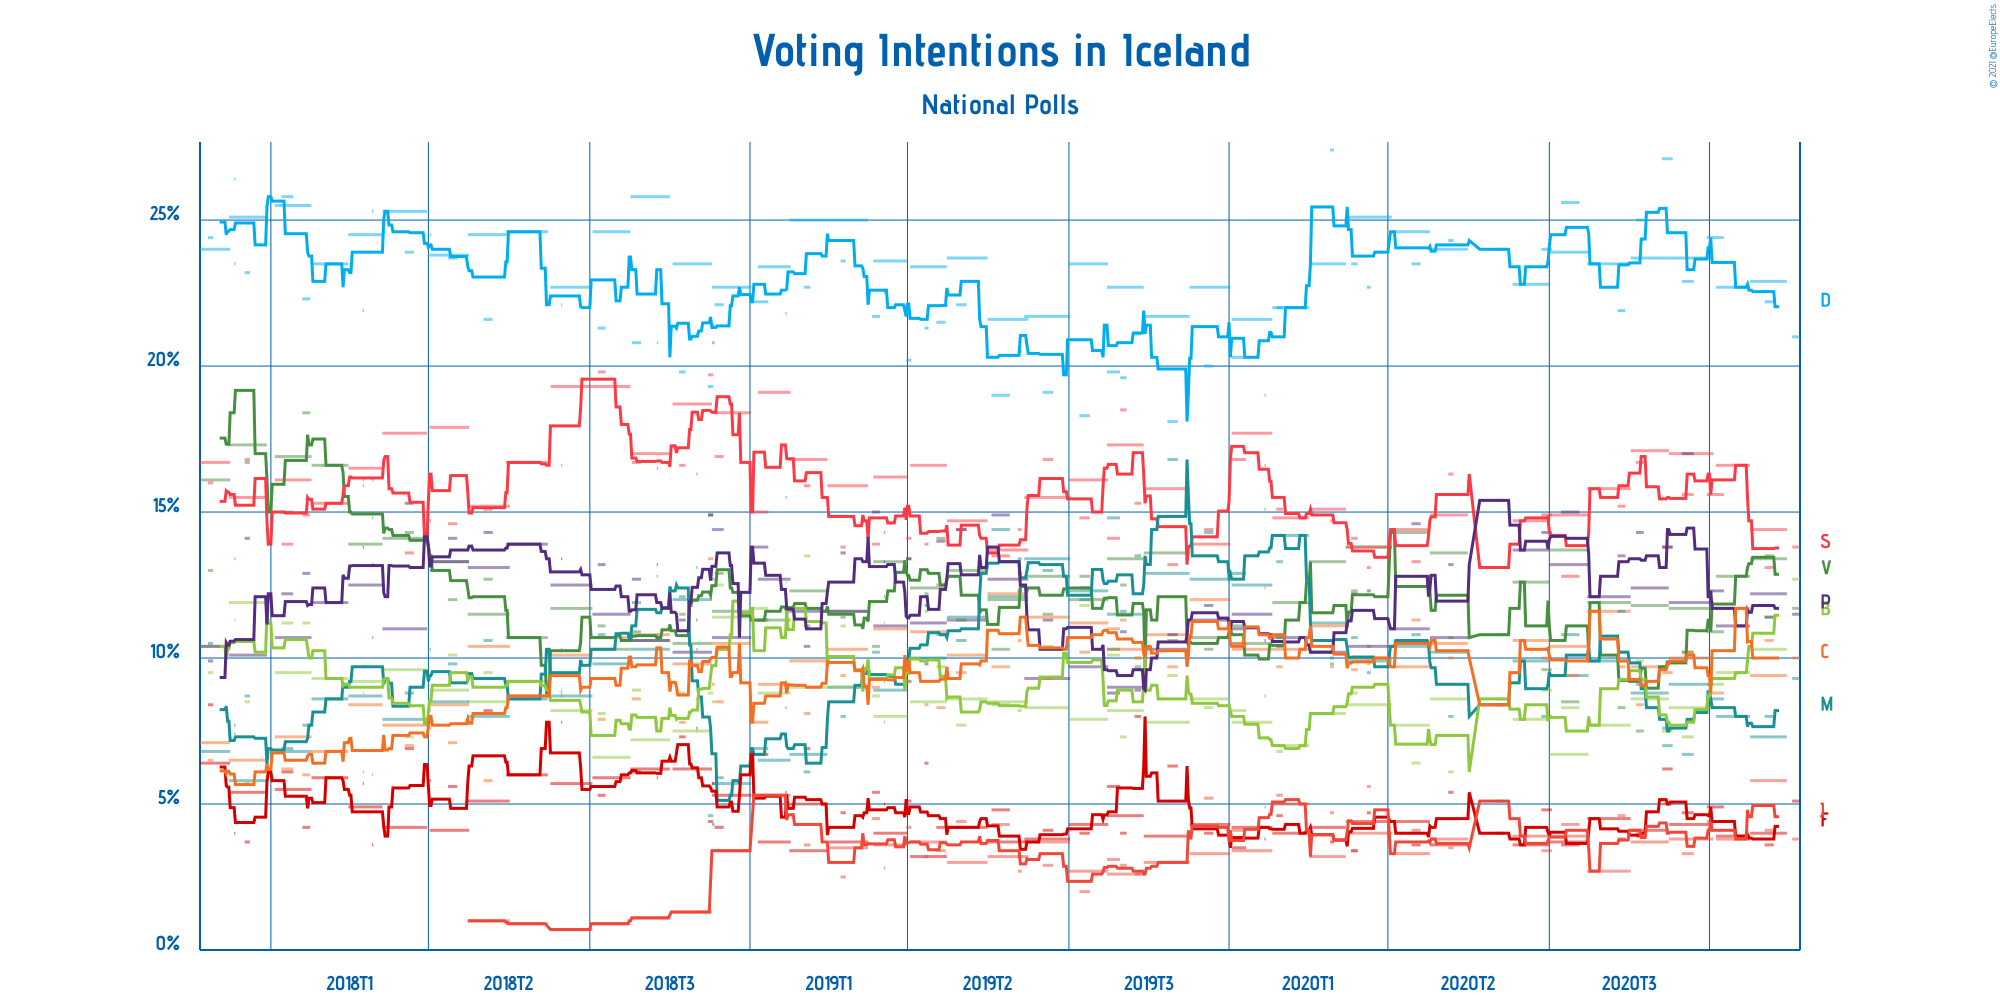 Voting Intentions in Iceland
National Polls
© 2021 @EuropeElects
25%
20%
15%
10%
5%
0%
D
S
V
P
B
C
M
F
2018T1 2018T2 2018T3 2019T1 2019T2 2019T3 2020T1 2020T2 2020T3